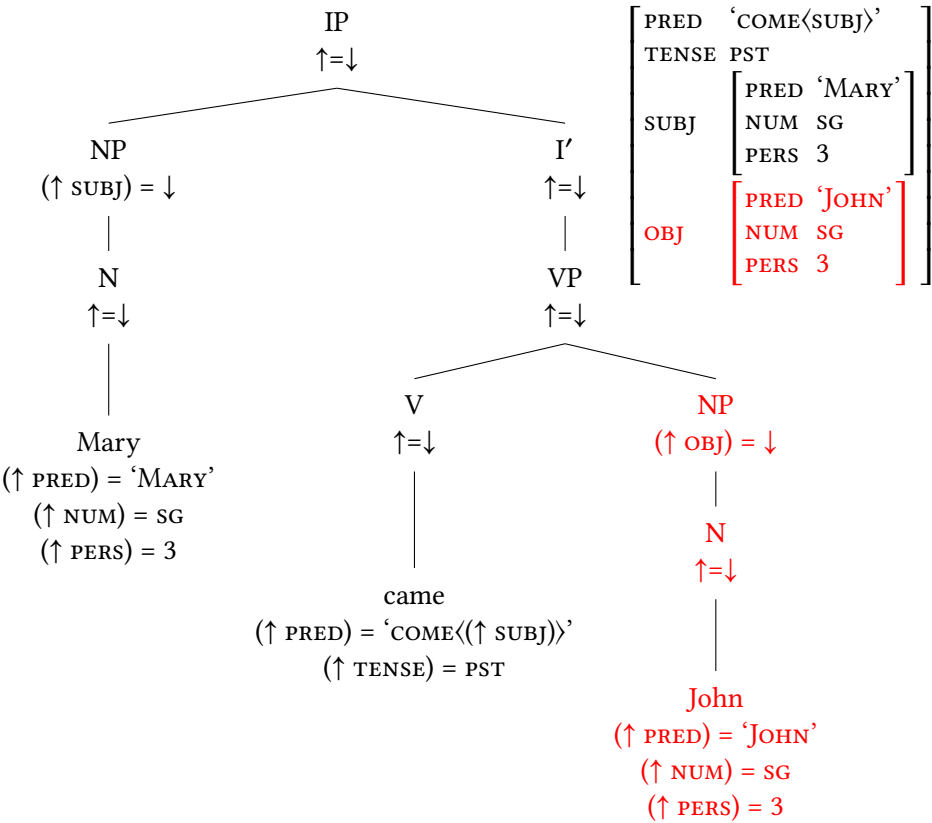 IP
↑=↓
NP
(↑ SUBJ) = ↓
I′
↑=↓
N
↑=↓
VP
↑=↓
Mary
(↑ PRED) = ‘MARY’
(↑ NUM) = SG
(↑ PERS) = 3
V
↑=↓
NP
(↑ OBJ) = ↓
came
(↑ PRED) = ‘COME⟨(↑ SUBJ)⟩’
(↑ TENSE) = PST
N
↑=↓
John
(↑ PRED) = ‘JOHN’
(↑ NUM) = SG
(↑ PERS) = 3
PRED ‘COME⟨SUBJ⟩’
TENSE PST
PRED ‘MARY’
SUBJ NUM SG
PERS 3
PRED ‘JOHN’
OBJ NUM SG
PERS 3